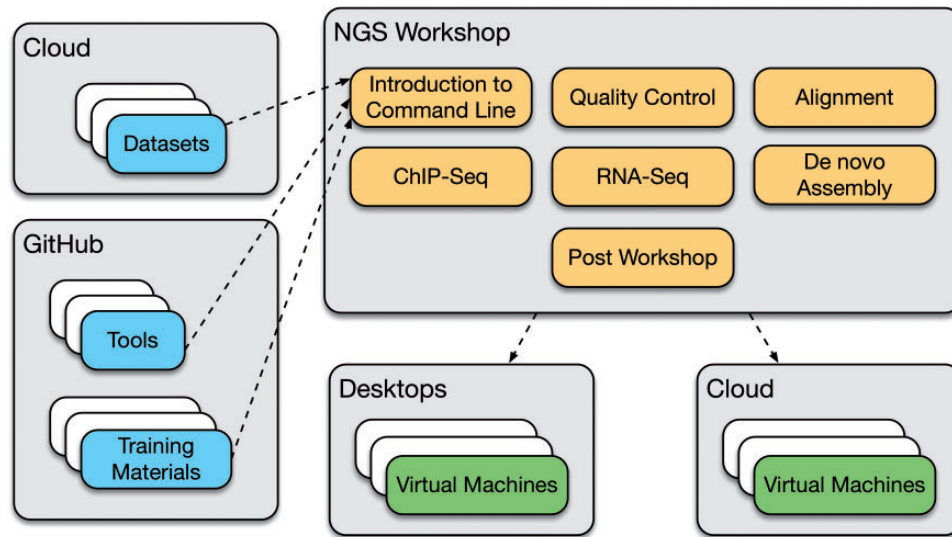 Cloud
Datasets
GitHub
Tools
Training
Materials
NGS Workshop
Introduction to
Command Line
Quality Control
Alignment
ChIP-Seq
RNA-Seq
De novo
Assembly
Post Workshop
Desktops
Virtual Machines
Cloud
Virtual Machines